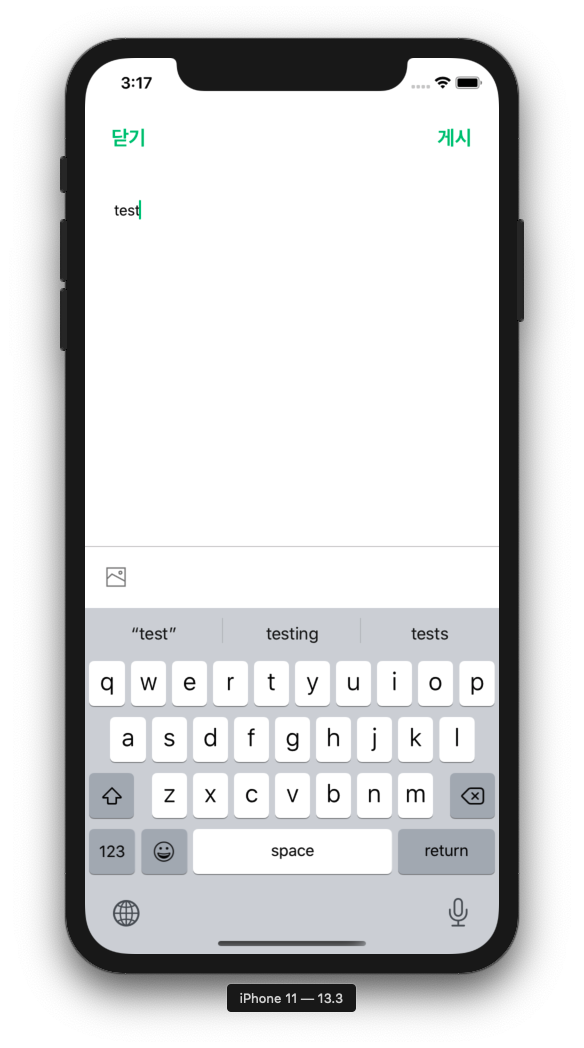 3:17
닫기 게시
test
“test” testing tests
q w e r t y u i o p
a s d f g h j k l
z x c v b n m
123 space return
iPhone 11 — 13.3